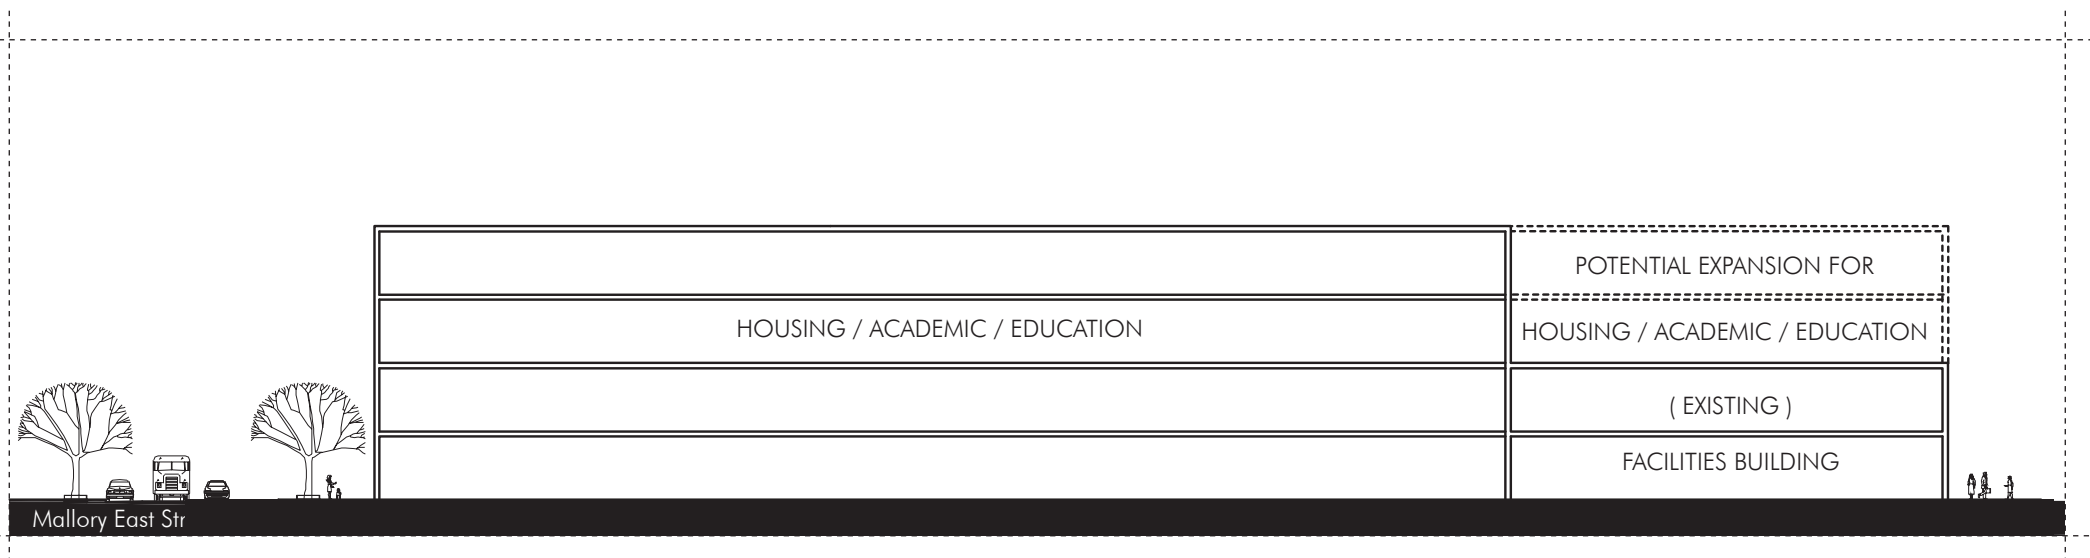 POTENTIAL EXPANSION FOR
HOUSING / ACADEMIC / EDUCATION
HOUSING / ACADEMIC / EDUCATION
( EXISTING )
FACILITIES BUILDING
Mallory East Str